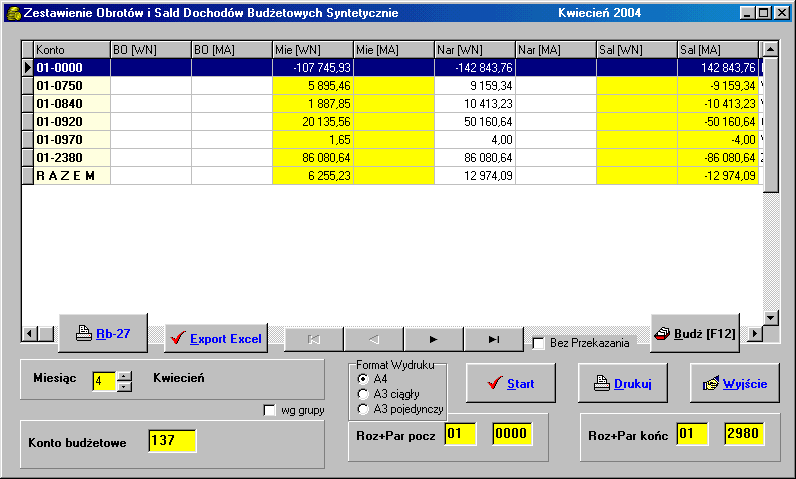 Zestawienie Obrotów i Sald Dochodów Budżetowych Syntetycznie Kwiecień 2004
Konto BO [WN] BO [MA] Mie [WN] Mie [MA] Nar [WN] Nar [MA] Sal [WN] Sal [MA]
01-0000 -107 745,93 -142 843,76 142 843,76
01-0750 5 895,46 9 159,34 -9 159,34
01-0840 1 887,85 10 413,23 -10 413,23
01-0920 20 135,56 50 160,64 -50 160,64
01-0970 1,65 4,00 -4,00
01-2380 86 080,64 86 080,64 -86 080,64
R A Z E M 6 255,23 12 974,09 -12 974,09
Rb-27 Export Excel Bez Przekazania Budż [F12]
Miesiąc 4 Kwiecień
wg grupy
Format Wydruku
A4
A3 ciągły
A3 pojedynczy
Start Drukuj Wyjście
Konto budżetowe 137
Roz+Par pocz 01 0000
Roz+Par końc 01 2980